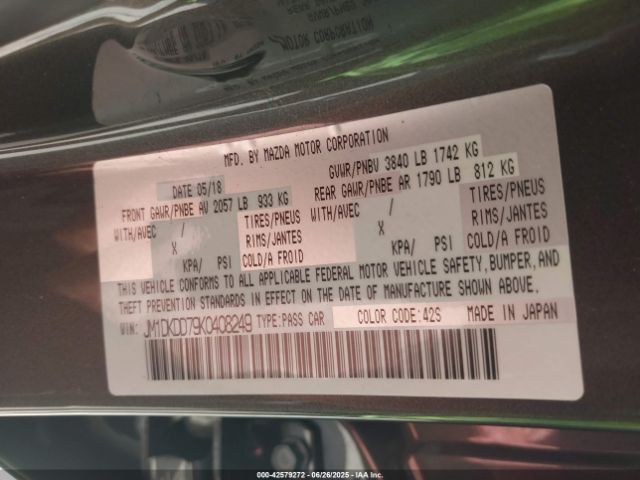 MOTOR CORPORATION
MFD. BY MAZDA MOTOR CORPORATION
DATE 05/18 GVWR/PNBV 3840 LB 1742 KG
FRONT GAWR/PNBE AV 2057 LB 933 KG REAR GAWR/PNBE AR 1790 LB 812 KG
WITH/AVEC / TIRES/PNEUS WITH/AVEC / TIRES/PNEUS
X RIMS/JANTES X RIMS/JANTES
KPA/ PSI COLD/A FROID KPA/ PSI COLD/A FROID
THIS VEHICLE CONFORMS TO ALL APPLICABLE FEDERAL MOTOR VEHICLE SAFETY, BUMPER, AND
THEFT PREVENTION STANDARDS IN EFFECT ON THE DATE OF MANUFACTURE SHOWN ABOVE.
VIN: JM1DKDD79K0408249 TYPE:PASS CAR COLOR CODE:42S MADE IN JAPAN
000-42579272 - 06/26/2025 - IAA Inc.